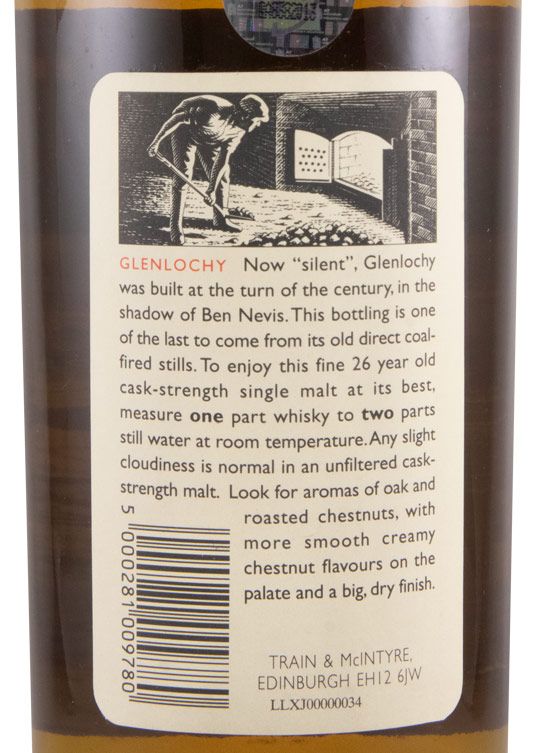 GLENLOCHY Now “silent”, Glenlochy
was built at the turn of the century, in the
shadow of Ben Nevis. This bottling is one
of the last to come from its old direct coal-
fired stills. To enjoy this fine 26 year old
cask-strength single malt at its best,
measure one part whisky to two parts
still water at room temperature. Any slight
cloudiness is normal in an unfiltered cask-
strength malt. Look for aromas of oak and
roasted chestnuts, with
more smooth creamy
chestnut flavours on the
palate and a big, dry finish.
5 000281 009780
TRAIN & McINTYRE,
EDINBURGH EH12 6JW
LLXJ00000034